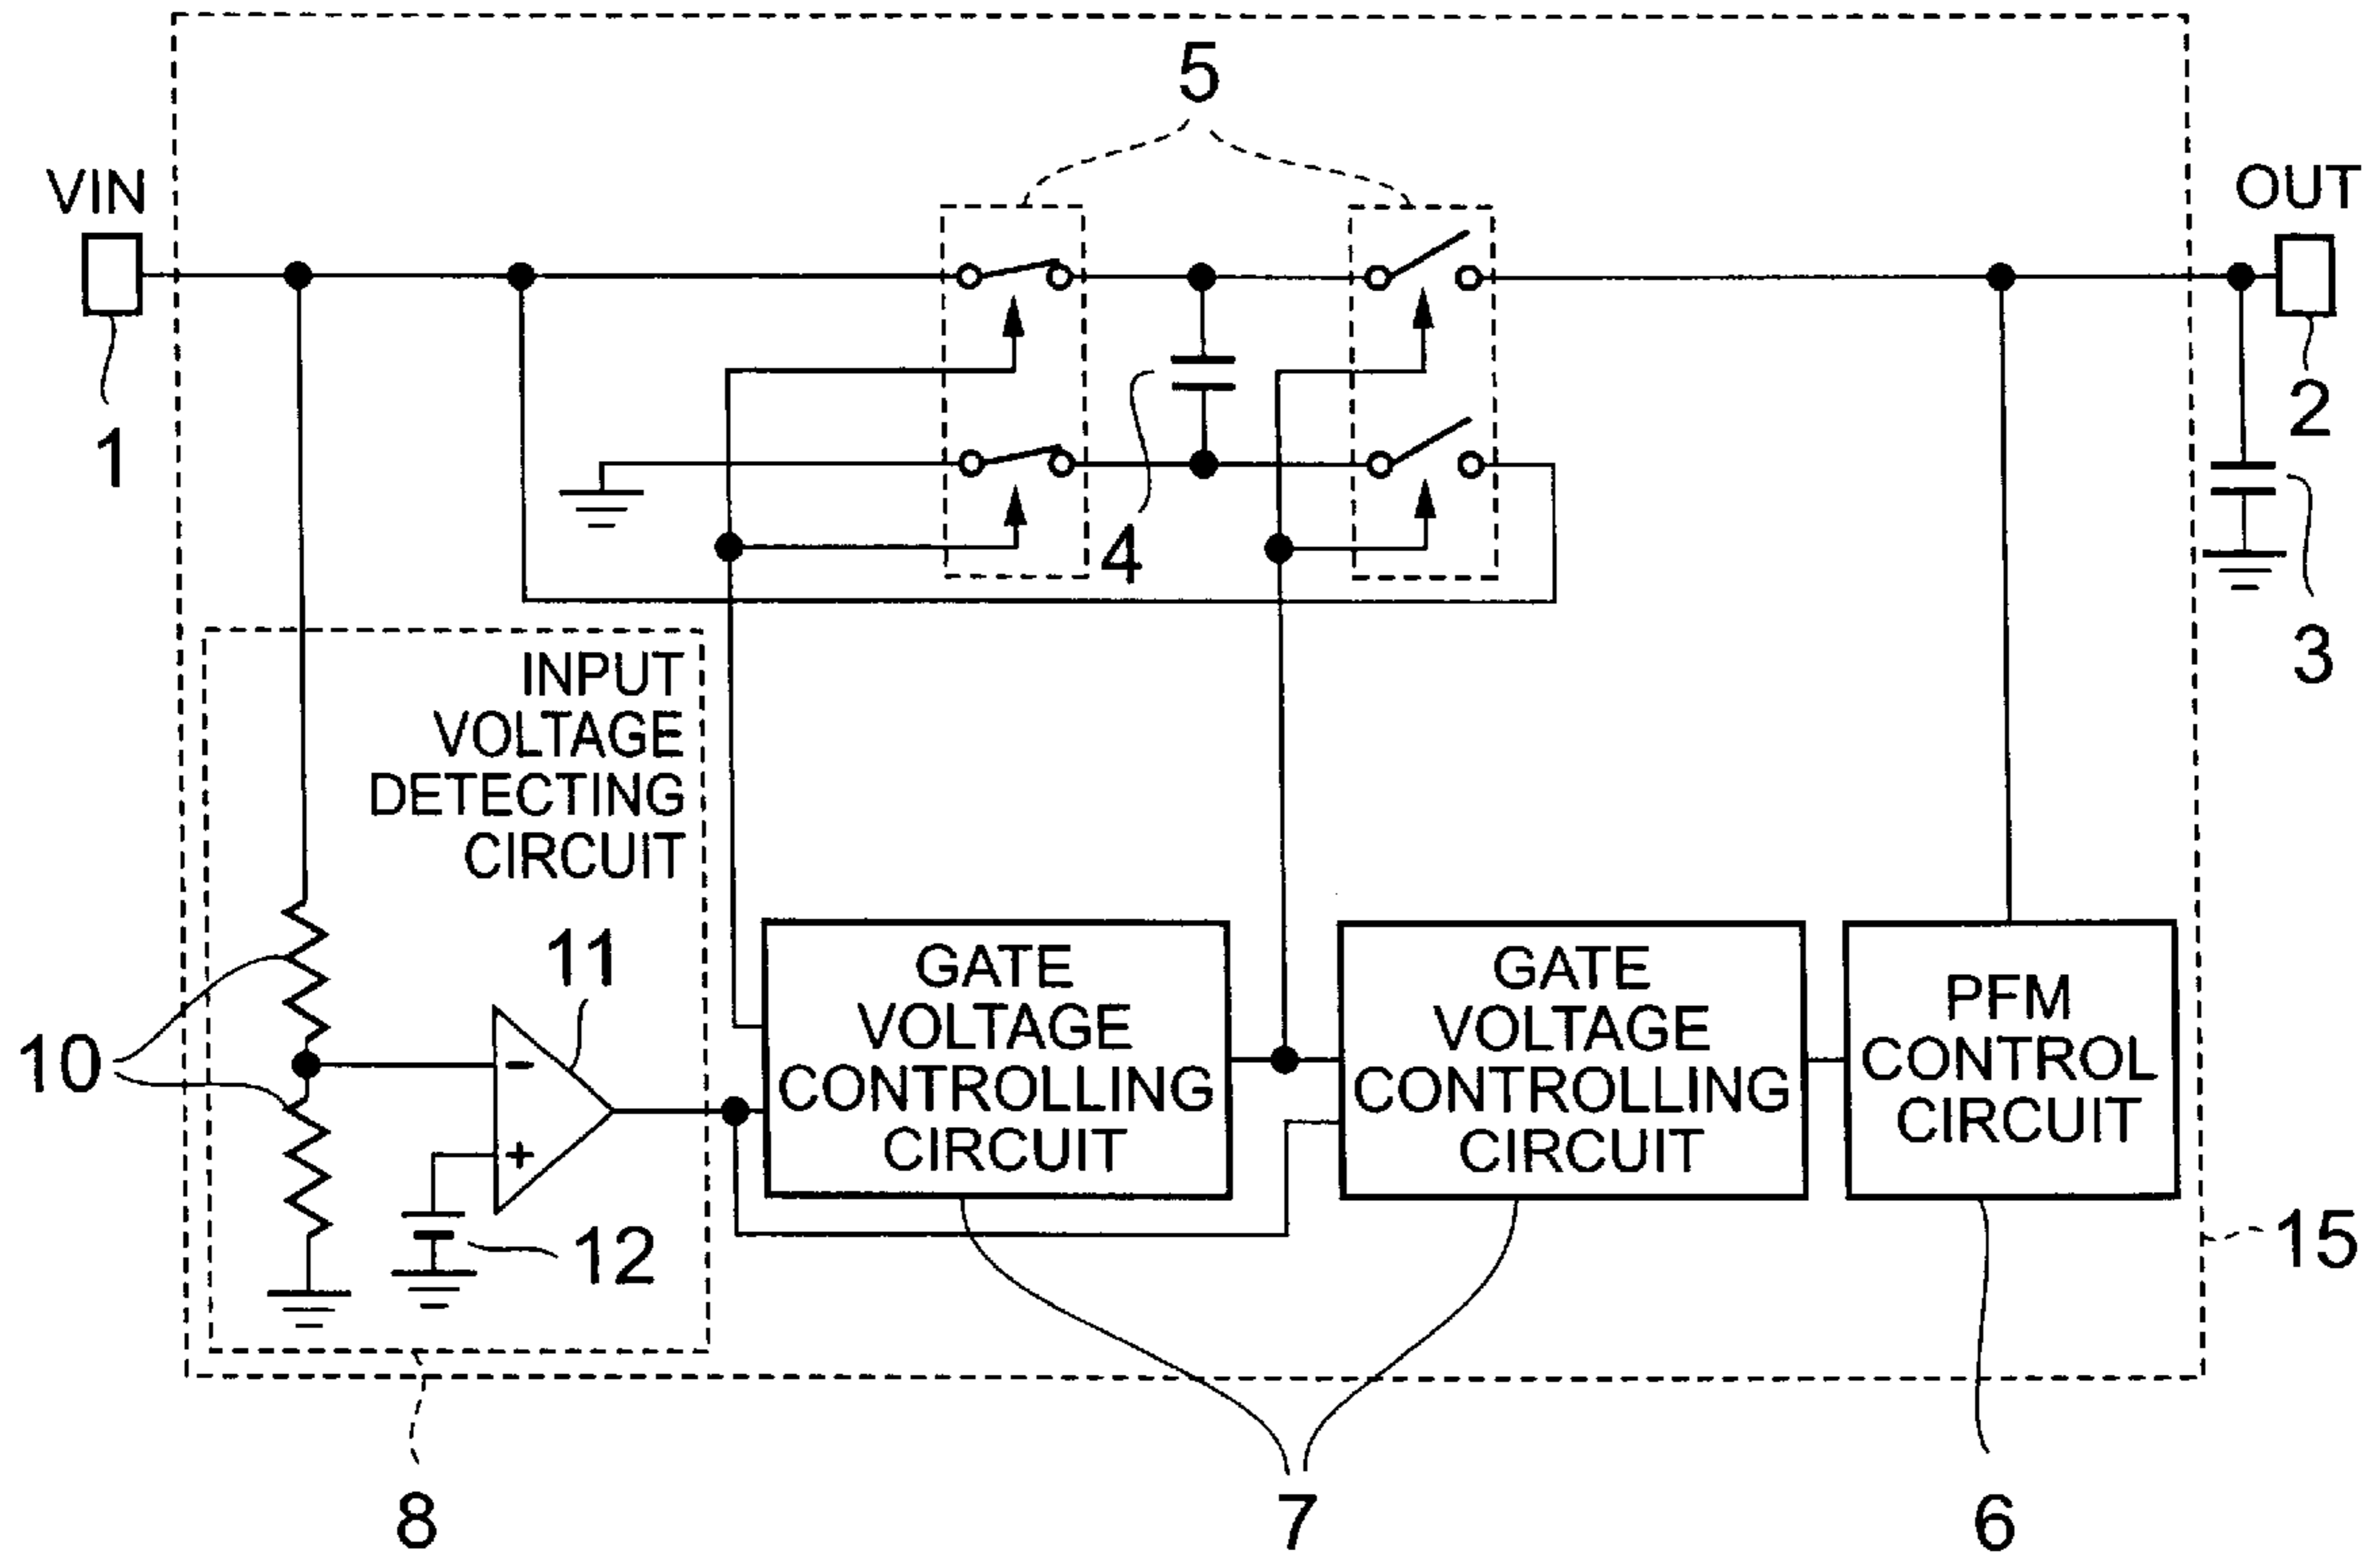 5
VIN
OUT
1
2
4
3
INPUT
VOLTAGE
DETECTING
CIRCUIT
11
10
-
+
12
GATE
VOLTAGE
CONTROLLING
CIRCUIT
GATE
VOLTAGE
CONTROLLING
CIRCUIT
PFM
CONTROL
CIRCUIT
15
8
7
6